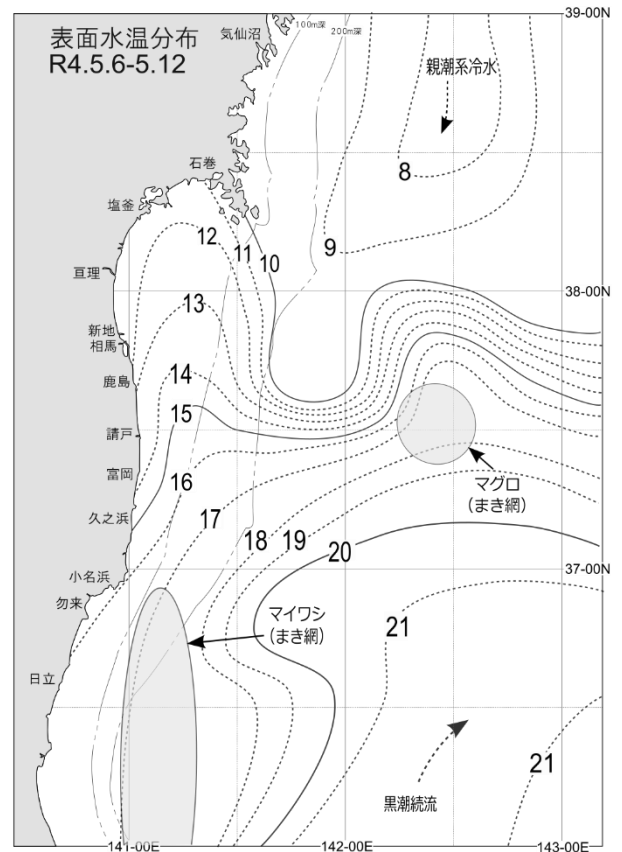 表面水温分布
R4.5.6-5.12
39-00N
100m深
200m深
気仙沼
親潮系冷水
石巻
8
塩釜
12
11
10
9
亘理
38-00N
13
新地
相馬
14
鹿島
15
請戸
マグロ
(まき網)
富岡
16
久之浜
17
18
19
20
37-00N
小名浜
勿来
マイワシ
(まき網)
21
日立
21
黒潮続流
141-00E
142-00E
143-00E